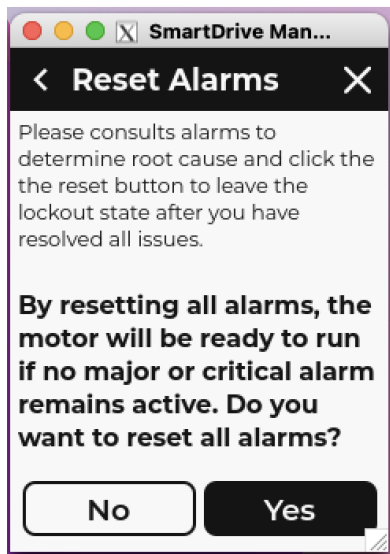 SmartDrive Man...
Reset Alarms
Please consults alarms to
determine root cause and click the
the reset button to leave the
lockout state after you have
resolved all issues.
By resetting all alarms, the
motor will be ready to run
if no major or critical alarm
remains active. Do you
want to reset all alarms?
No Yes